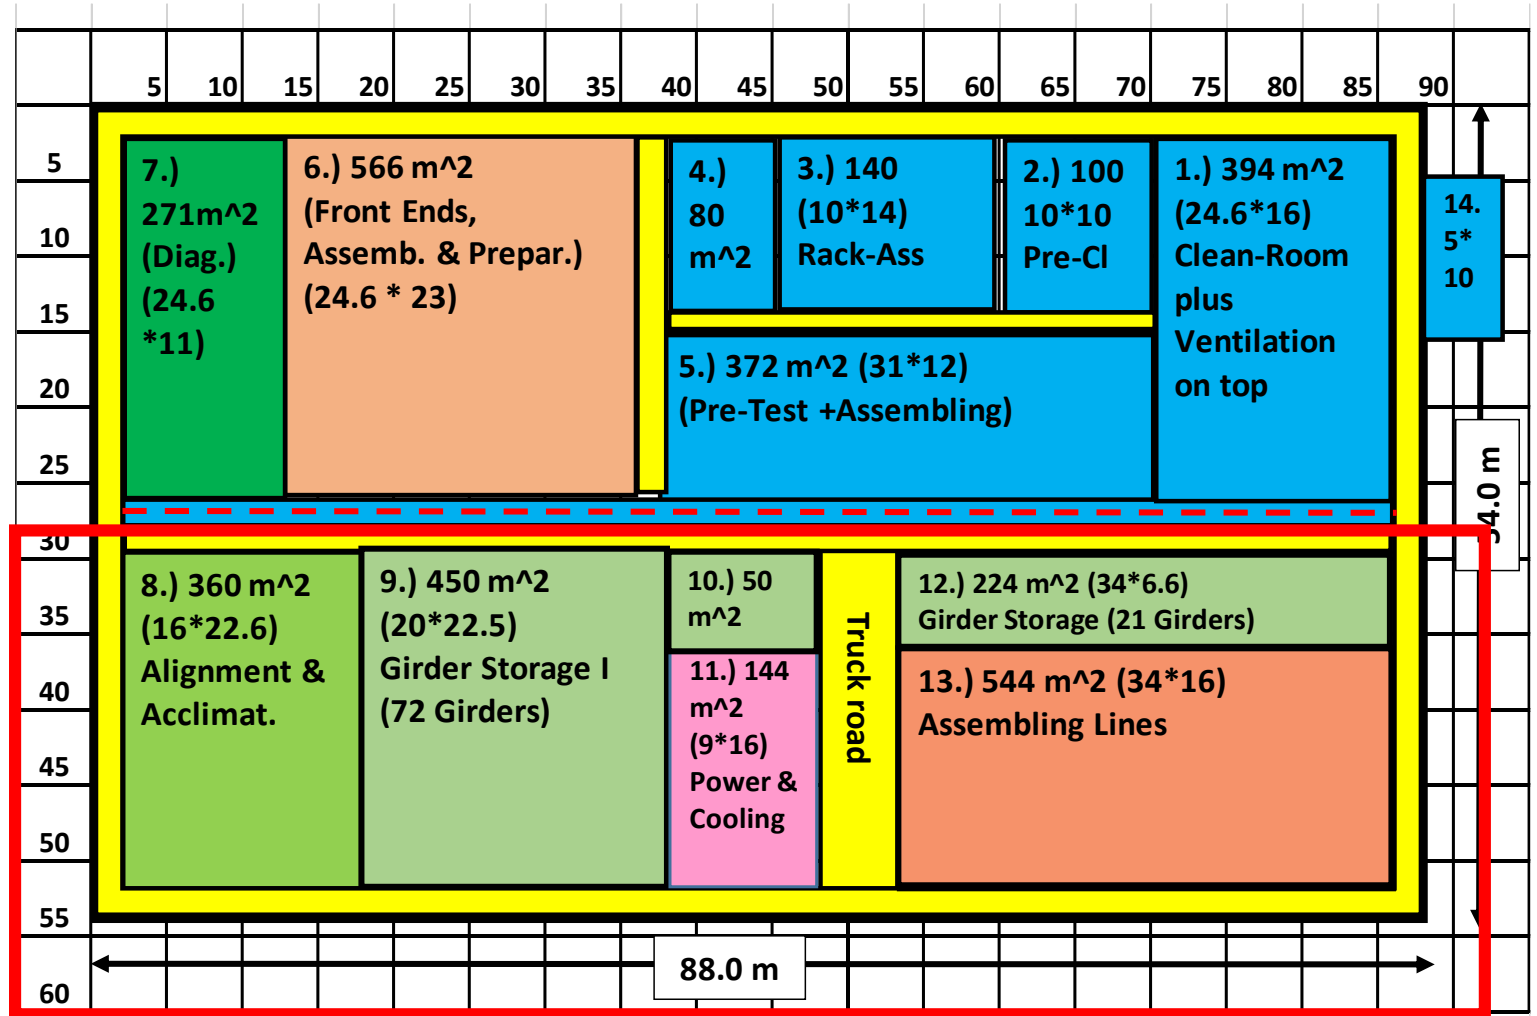 5 10 15 20 25 30 35 40 45 50 55 60 65 70 75 80 85 90
5
10
15
20
25
30
35
40
45
50
55
60
7.)
271m^2
(Diag.)
(24.6
*11)
6.) 566 m^2
(Front Ends,
Assemb. & Prepar.)
(24.6 * 23)
4.)
80
m^2
3.) 140
(10*14)
Rack-Ass
2.) 100
10*10
Pre-Cl
1.) 394 m^2
(24.6*16)
Clean-Room
plus
Ventilation
on top
14.
5*
10
5.) 372 m^2 (31*12)
(Pre-Test +Assembling)
54.0 m
8.) 360 m^2
(16*22.6)
Alignment &
Acclimat.
9.) 450 m^2
(20*22.5)
Girder Storage I
(72 Girders)
10.) 50
m^2
11.) 144
m^2
(9*16)
Power &
Cooling
Truck road
12.) 224 m^2 (34*6.6)
Girder Storage (21 Girders)
13.) 544 m^2 (34*16)
Assembling Lines
88.0 m